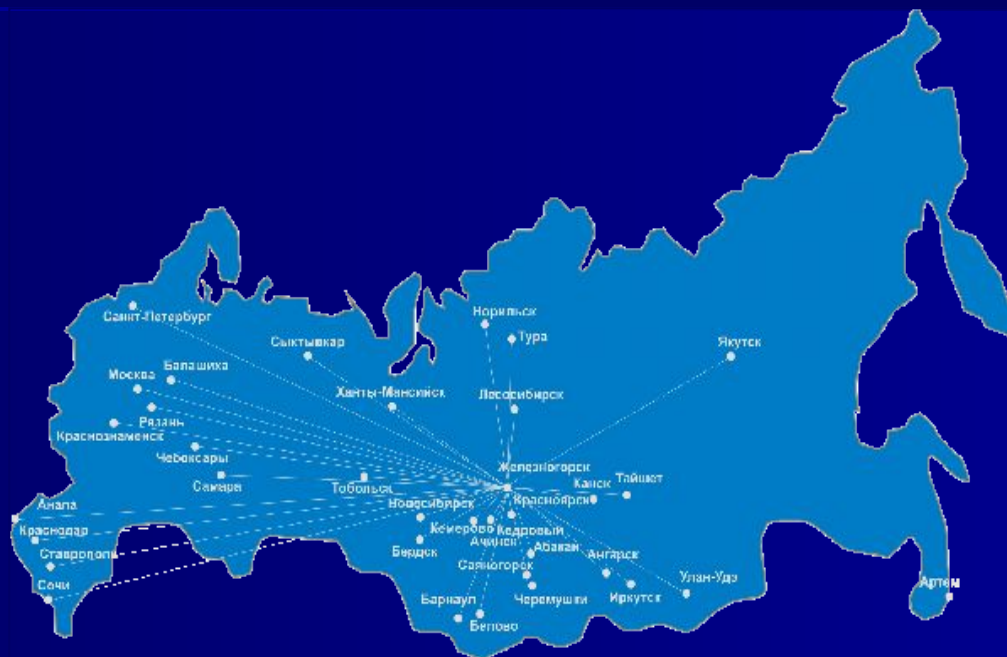 Норильск
Санкт-Петербург
Тура
Сыктывкар
Якутск
Балашиха
Москва
Ханты-Мансийск
Лесосибирск
Рязань
Краснознаменск
Чебоксары
Железногорск
Тайшет
Самара
Тобольск
Канск
Красноярск
Анапа
Новосибирск
Краснодар
Кемерово
Кедровый
Ачинск
Ставрополь
Бердск
Абакан
Ангарск
Саяногорск
Сочи
Улан-Удэ
Артем
Барнаул
Черемушки
Иркутск
Белово